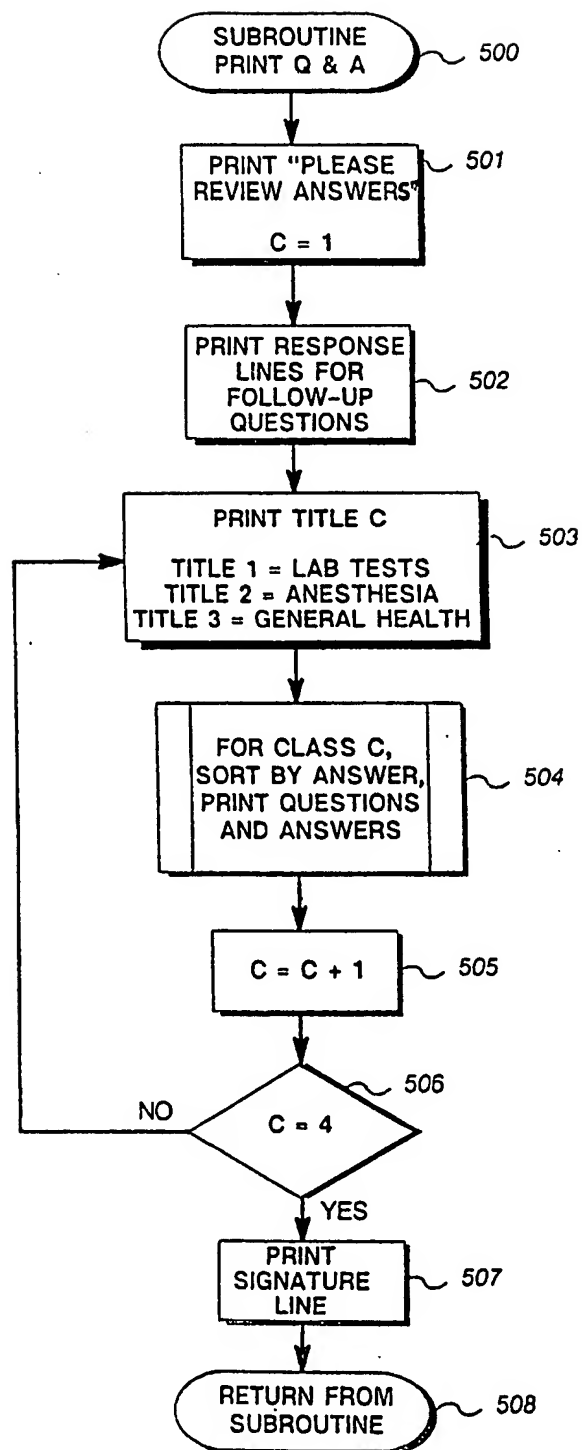 SUBROUTINE
PRINT Q & A
500
PRINT "PLEASE
REVIEW ANSWERS"
C = 1
501
PRINT RESPONSE
LINES FOR
FOLLOW-UP
QUESTIONS
502
PRINT TITLE C
TITLE 1 = LAB TESTS
TITLE 2 = ANESTHESIA
TITLE 3 = GENERAL HEALTH
503
FOR CLASS C,
SORT BY ANSWER,
PRINT QUESTIONS
AND ANSWERS
504
C = C + 1
505
C = 4
506
NO
YES
PRINT
SIGNATURE
LINE
507
RETURN FROM
SUBROUTINE
508